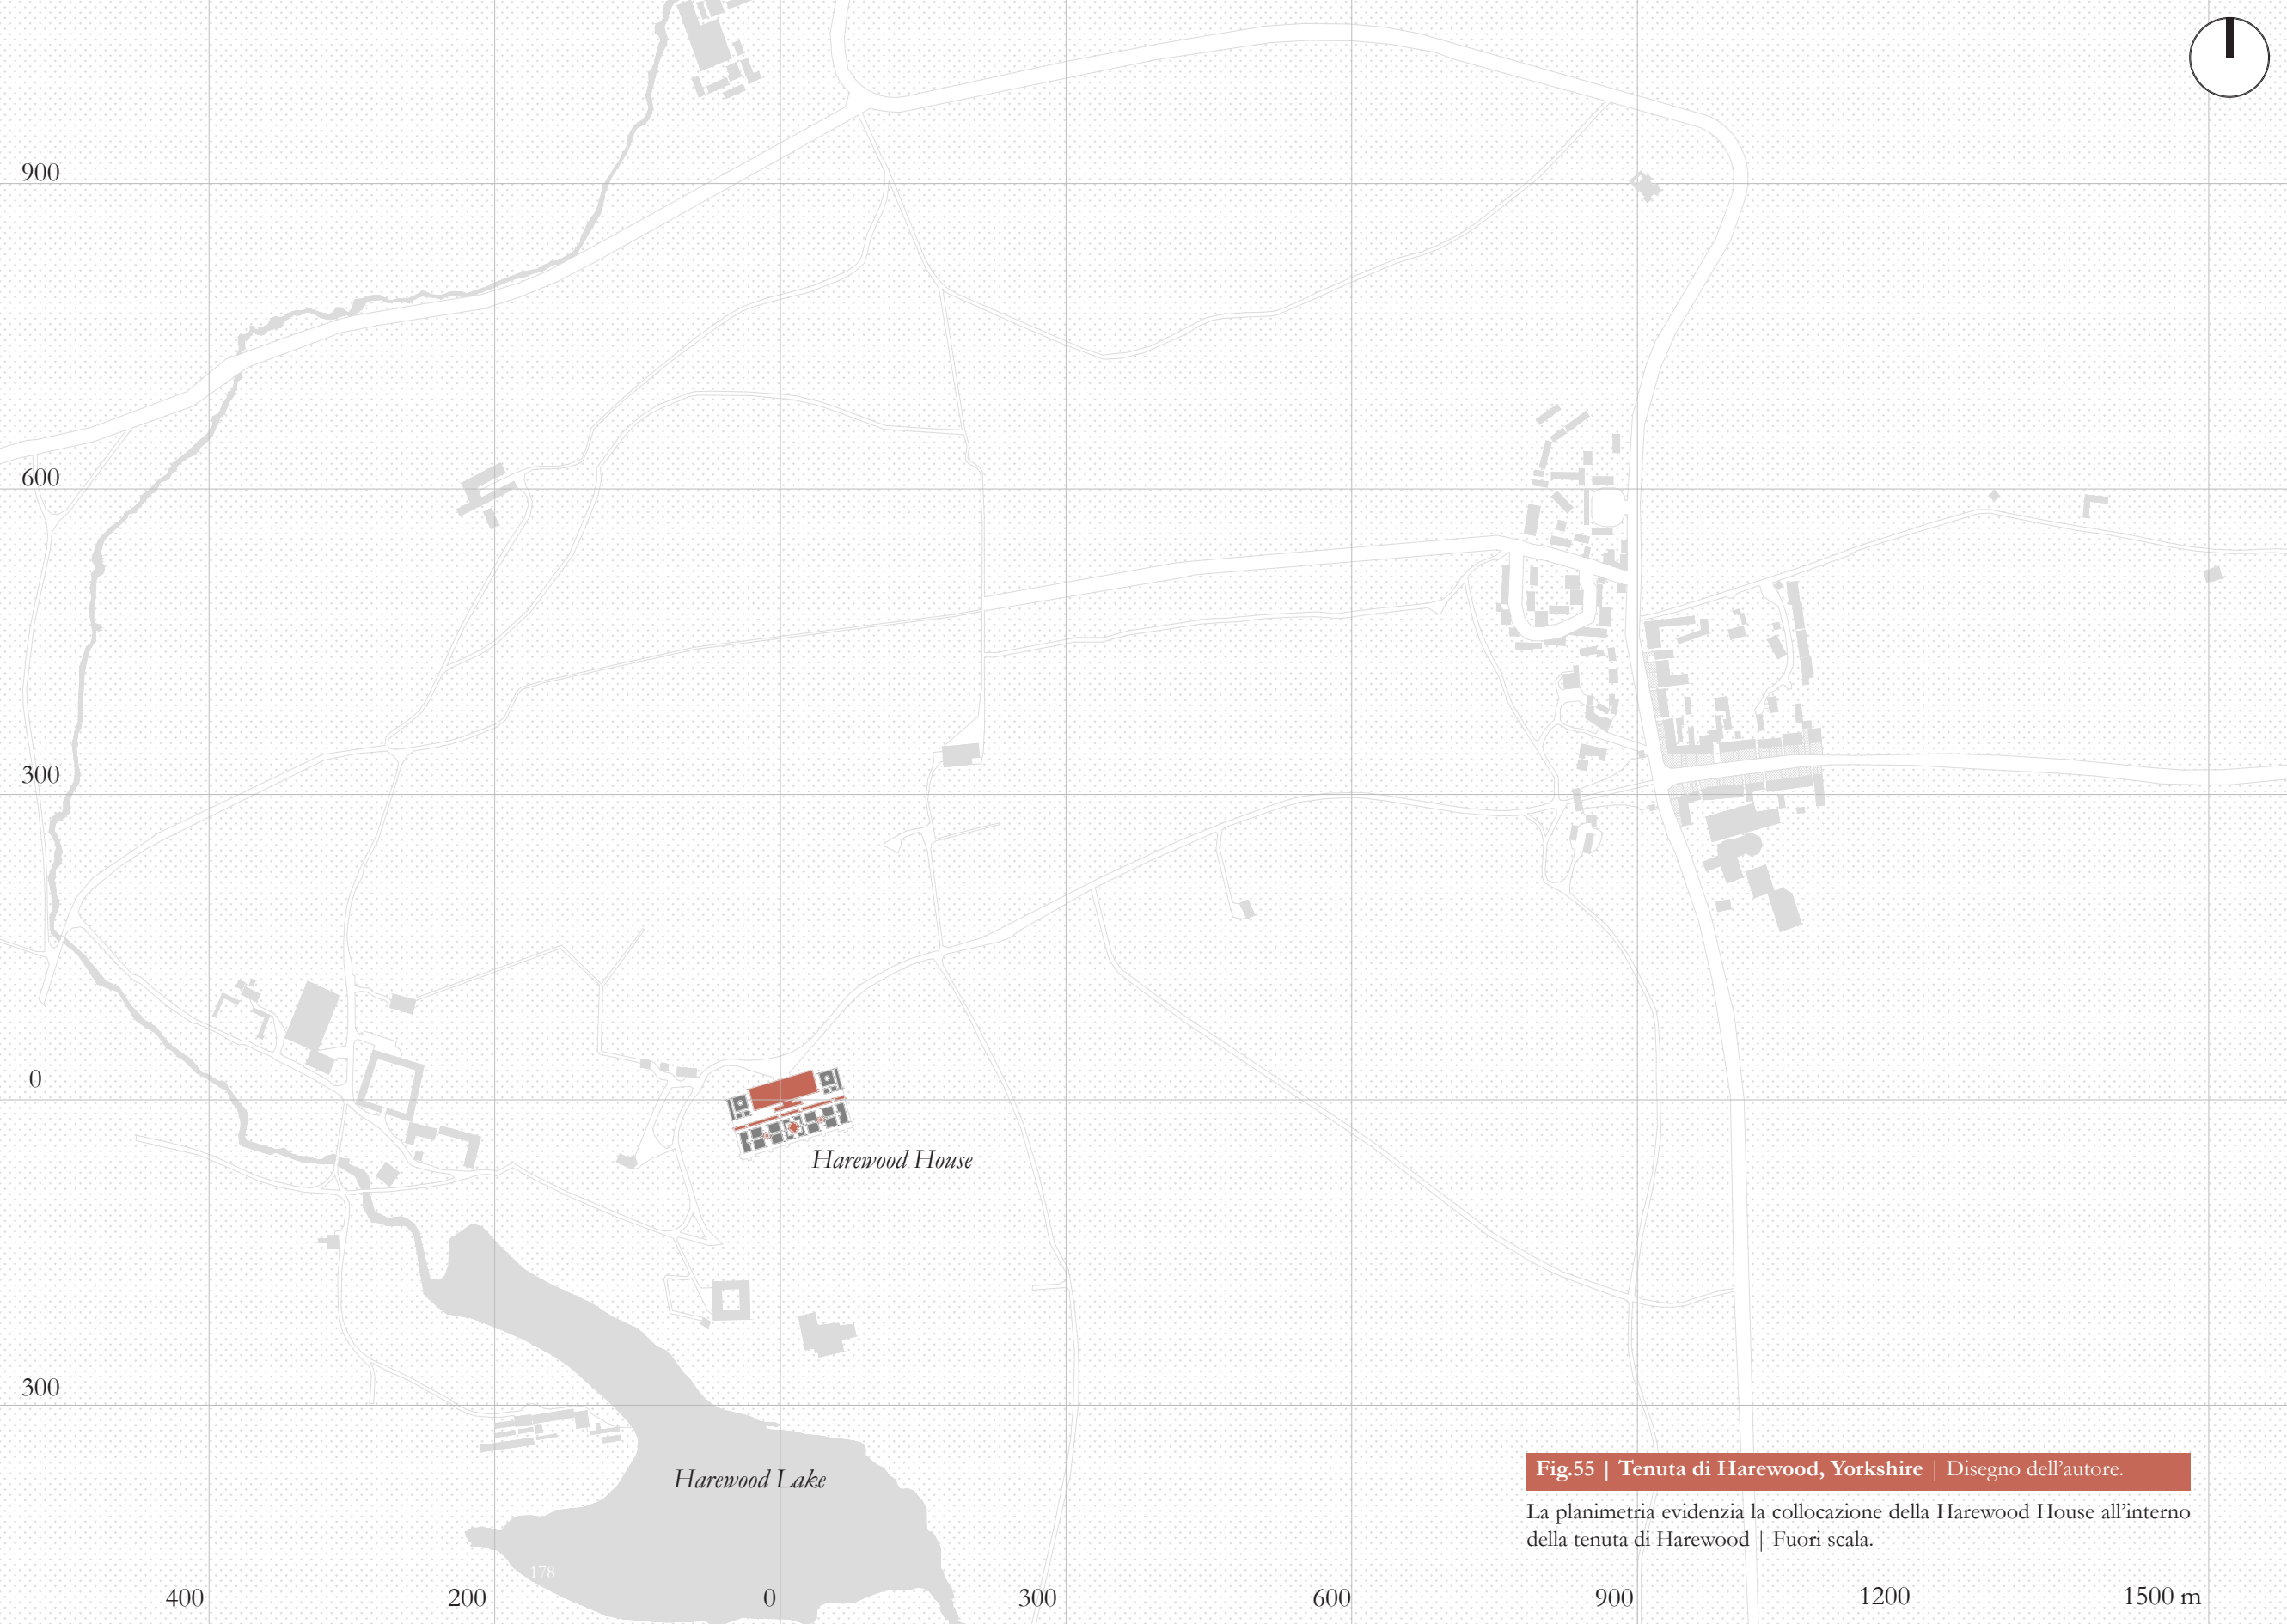 900
600
300
0
Harewood House
300
Harewood Lake
Fig.55 | Tenuta di Harewood, Yorkshire | Disegno dell’autore.
La planimetria evidenzia la collocazione della Harewood House all’interno
della tenuta di Harewood | Fuori scala.
178
400 200 0 300 600 900 1200 1500 m